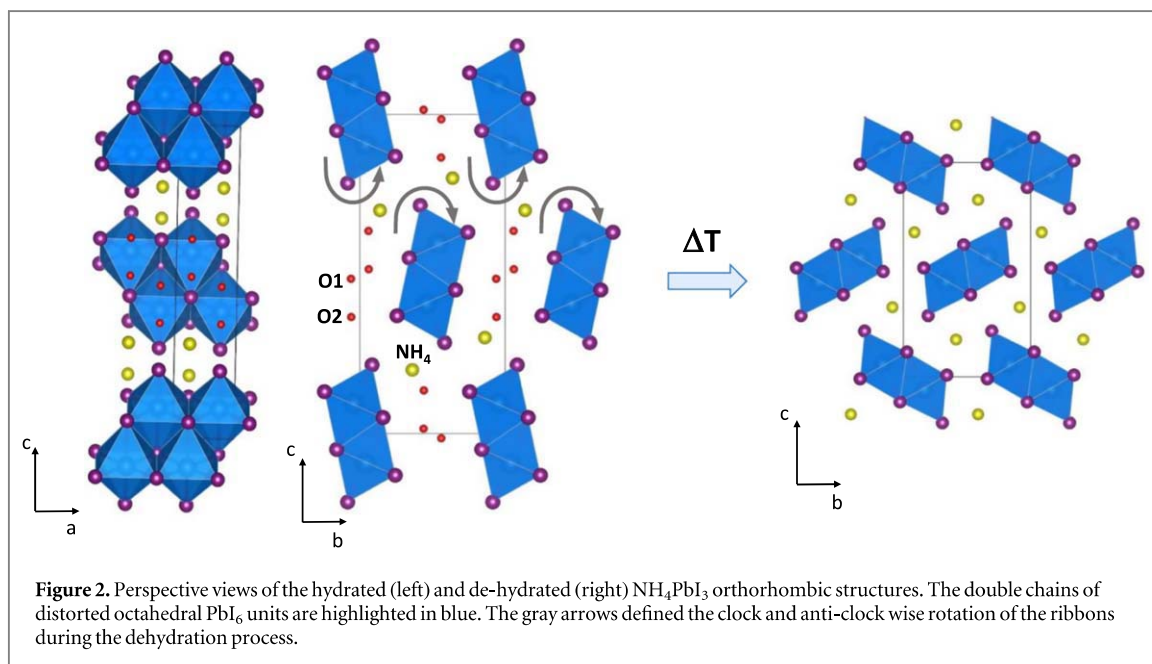 O1
O2
NH₄
ΔT
c
a
c
b
c
b
Figure 2. Perspective views of the hydrated (left) and de-hydrated (right) NH₄PbI₃ orthorhombic structures. The double chains of
distorted octahedral PbI₆ units are highlighted in blue. The gray arrows defined the clock and anti-clock wise rotation of the ribbons
during the dehydration process.